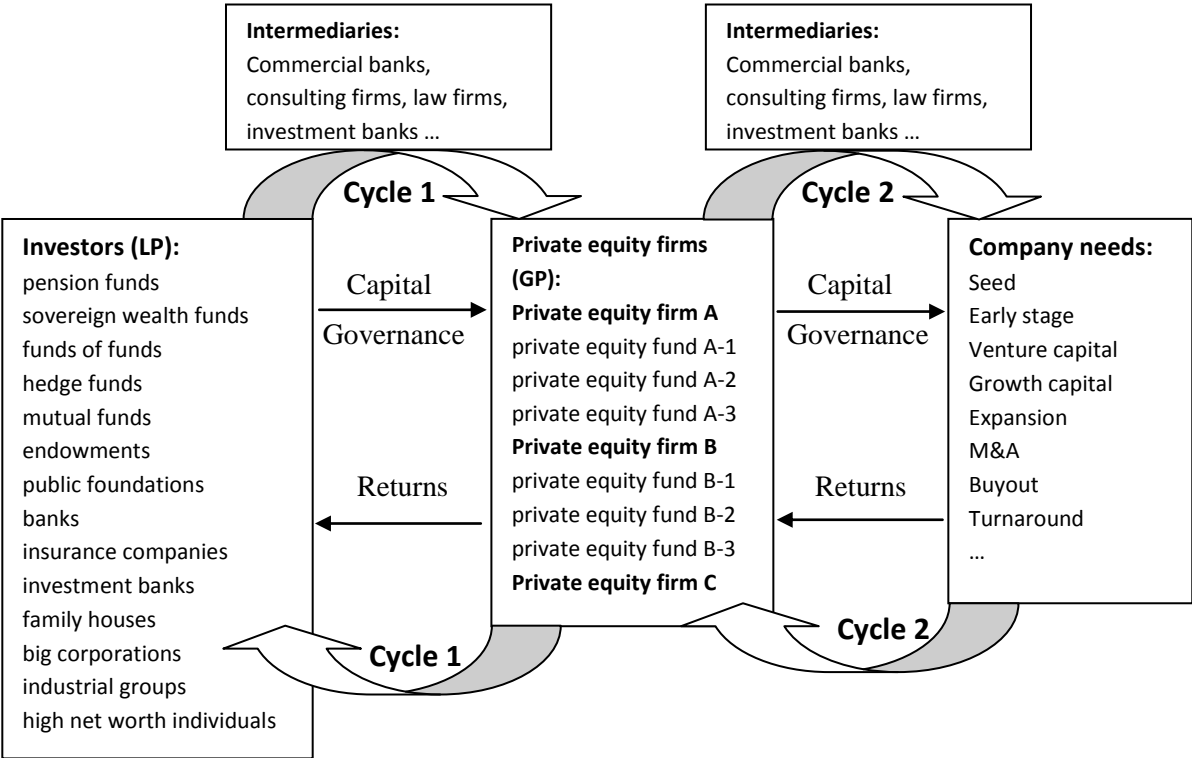 Intermediaries:
Commercial banks,
consulting firms, law firms,
investment banks …
Intermediaries:
Commercial banks,
consulting firms, law firms,
investment banks …
Cycle 1
Cycle 2
Investors (LP):
pension funds
sovereign wealth funds
funds of funds
hedge funds
mutual funds
endowments
public foundations
banks
insurance companies
investment banks
family houses
big corporations
industrial groups
high net worth individuals
Capital
Governance
Returns
Private equity firms
(GP):
Private equity firm A
private equity fund A-1
private equity fund A-2
private equity fund A-3
Private equity firm B
private equity fund B-1
private equity fund B-2
private equity fund B-3
Private equity firm C
Capital
Governance
Returns
Company needs:
Seed
Early stage
Venture capital
Growth capital
Expansion
M&A
Buyout
Turnaround
…
Cycle 1
Cycle 2